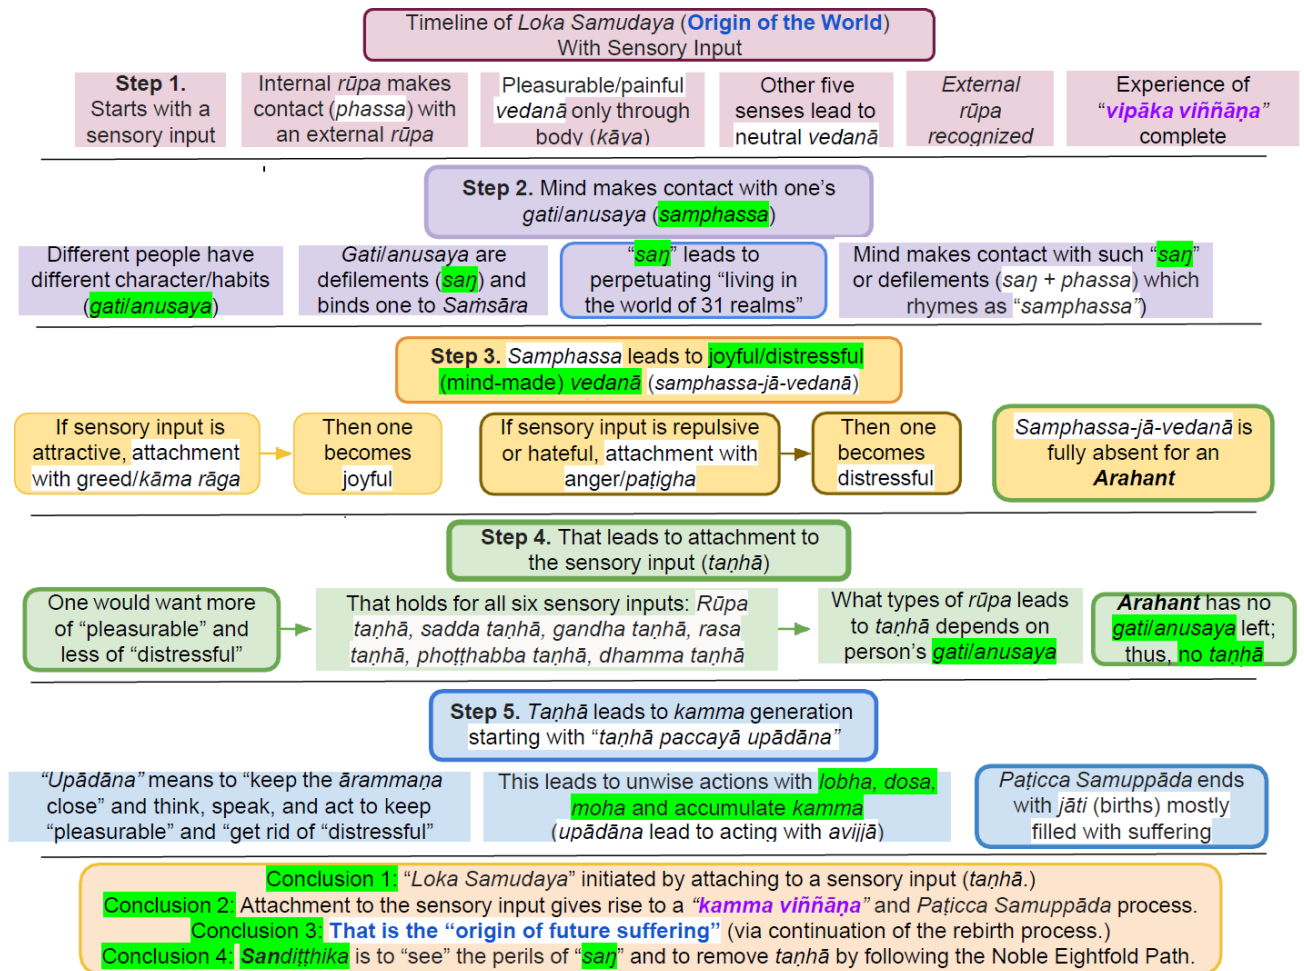 Timeline of Loka Samudaya (Origin of the World)
With Sensory Input
Step 1.
Starts with a
sensory input
Internal rūpa makes
contact (phassa) with
an external rūpa
Pleasurable/painful
vedanā only through
body (kāya)
Other five
senses lead to
neutral vedanā
External
rūpa
recognized
Experience of
“vipāka viññāṇa”
complete
Step 2. Mind makes contact with one’s
gati/anusaya (samphassa)
Different people have
different character/habits
(gati/anusaya)
Gati/anusaya are
defilements (saŋ) and
binds one to Saṁsāra
“saŋ” leads to
perpetuating “living in
the world of 31 realms”
Mind makes contact with such “saŋ”
or defilements (saŋ + phassa) which
rhymes as “samphassa”)
Step 3. Samphassa leads to joyful/distressful
(mind-made) vedanā (samphassa-jā-vedanā)
If sensory input is
attractive, attachment
with greed/kāma rāga
Then one
becomes
joyful
If sensory input is repulsive
or hateful, attachment with
anger/paṭigha
Then one
becomes
distressful
Samphassa-jā-vedanā is
fully absent for an
Arahant
Step 4. That leads to attachment to
the sensory input (taṇhā)
One would want more
of “pleasurable” and
less of “distressful”
That holds for all six sensory inputs: Rūpa
taṇhā, sadda taṇhā, gandha taṇhā, rasa
taṇhā, phoṭṭhabba taṇhā, dhamma taṇhā
What types of rūpa leads
to taṇhā depends on
person’s gati/anusaya
Arahant has no
gati/anusaya left;
thus, no taṇhā
Step 5. Taṇhā leads to kamma generation
starting with “taṇhā paccayā upādāna”
“Upādāna” means to “keep the ārammaṇa
close” and think, speak, and act to keep
“pleasurable” and “get rid of “distressful”
This leads to unwise actions with lobha, dosa,
moha and accumulate kamma
(upādāna lead to acting with avijjā)
Paṭicca Samuppāda ends
with jāti (births) mostly
filled with suffering
Conclusion 1: “Loka Samudaya” initiated by attaching to a sensory input (taṇhā.)
Conclusion 2: Attachment to the sensory input gives rise to a “kamma viññāṇa” and Paṭicca Samuppāda process.
Conclusion 3: That is the “origin of future suffering” (via continuation of the rebirth process.)
Conclusion 4: Sandiṭṭhika is to “see” the perils of “saŋ” and to remove taṇhā by following the Noble Eightfold Path.